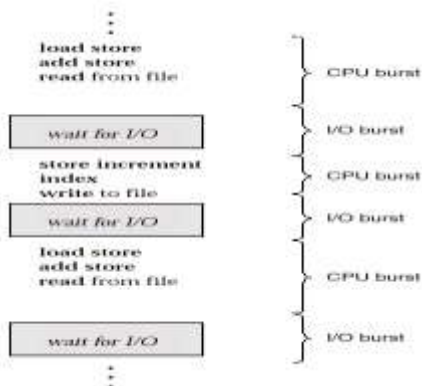 load store
add store
read from file
CPU burst
wait for I/O
I/O burst
store increment
index
write to file
CPU burst
wait for I/O
I/O burst
load store
add store
read from file
CPU burst
wait for I/O
I/O burst